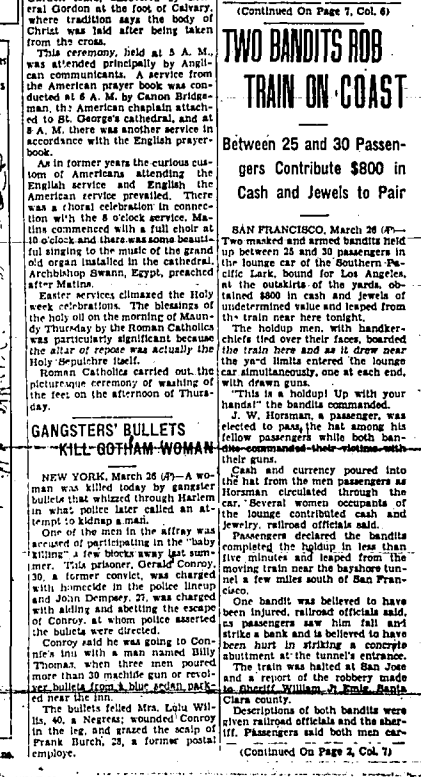 eral Gordon at the foot of Calvary,
where tradition says the body of
Christ was laid after being taken
from the cross.
This ceremony, held at 5 A. M.,
was attended principally by Angli-
can communicants. A service from
the American prayer book was con-
ducted at 6 A. M. by Canon Bridge-
man, the American chaplain attach-
ed to St. George's cathedral, and at
8 A. M. there was another service in
accordance with the English prayer-
book.
As in former years the curious cus-
tom of Americans attending the
English service and English the
American service prevailed. There
was a choral celebration in connec-
tion with the 8 o'clock service. Ma-
tins commenced with a full choir at
10 o'clock and there was some beauti-
ful singing to the music of the grand
old organ installed in the cathedral.
Archbishop Swann, Egypt, preached
after Matins.
Easter services climaxed the Holy
week celebrations. The blessings of
the holy oil on the morning of Maun-
dy Thursday by the Roman Catholics
was particularly significant because
the altar of repose was actually the
Holy Sepulchre itself.
Roman Catholics carried out the
picturesque ceremony of washing of
the feet on the afternoon of Thurs-
day.
GANGSTERS' BULLETS
KILL GOTHAM WOMAN
NEW YORK, March 26 (AP)—A wo-
man was killed today by gangster
bullets that whizzed through Harlem
in what police later called an at-
tempt to kidnap a man.
One of the men in the affray was
accused of participating in the "baby
killing" a few blocks away last sum-
mer. This prisoner, Gerald Conroy,
30, a former convict, was charged
with homecide in the police lineup
and John Dempsey, 27, was charged
with aiding and abetting the escape
of Conroy, at whom police asserted
the bullets were directed.
Conroy said he was going to Con-
nie's inn with a man named Billy
Thomas, when three men poured
more than 30 machine gun or revol-
ver bullets from a blue sedan park-
ed near the inn.
The bullets felled Mrs. Lulu Wil-
lis, 40, a Negress; wounded Conroy
in the leg, and grazed the scalp of
Frank Burch, 28, a former postal
employe.
(Continued On Page 7, Col. 6)
TWO BANDITS ROB
TRAIN ON COAST
Between 25 and 30 Passen-
gers Contribute $800 in
Cash and Jewels to Pair
SAN FRANCISCO, March 26 (AP)—
Two masked and armed bandits held
up between 25 and 30 passengers in
the lounge car of the Southern Pa-
cific Lark, bound for Los Angeles,
at the outskirts of the yards, ob-
tained $800 in cash and jewels of
undetermined value and leaped from
the train near here tonight.
The holdup men, with handker-
chiefs tied over their faces, boarded
the train here and as it drew near
the yard limits entered the lounge
car simultaneously, one at each end,
with drawn guns.
"This is a holdup! Up with your
hands!" the bandits commanded.
J. W. Horsman, a passenger, was
elected to pass the hat among his
fellow passengers while both ban-
dits commanded their victims with
their guns.
Cash and currency poured into
the hat from the men passengers as
Horsman circulated through the
car. Several women occupants of
the lounge contributed cash and
jewelry, railroad officials said.
Passengers declared the bandits
completed the holdup in less than
five minutes and leaped from the
moving train near the bayshore tun-
nel a few miles south of San Fran-
cisco.
One bandit was believed to have
been injured, railroad officials said,
as passengers saw him fall and
strike a bank and is believed to have
been hurt in striking a concrete
abuttment at the tunnel's entrance.
The train was halted at San Jose
and a report of the robbery made
to Sheriff William J. Emig, Santa
Clara county.
Descriptions of both bandits were
given railroad officials and the sher-
iff. Passengers said both men car-
(Continued On Page 2, Col. 7)